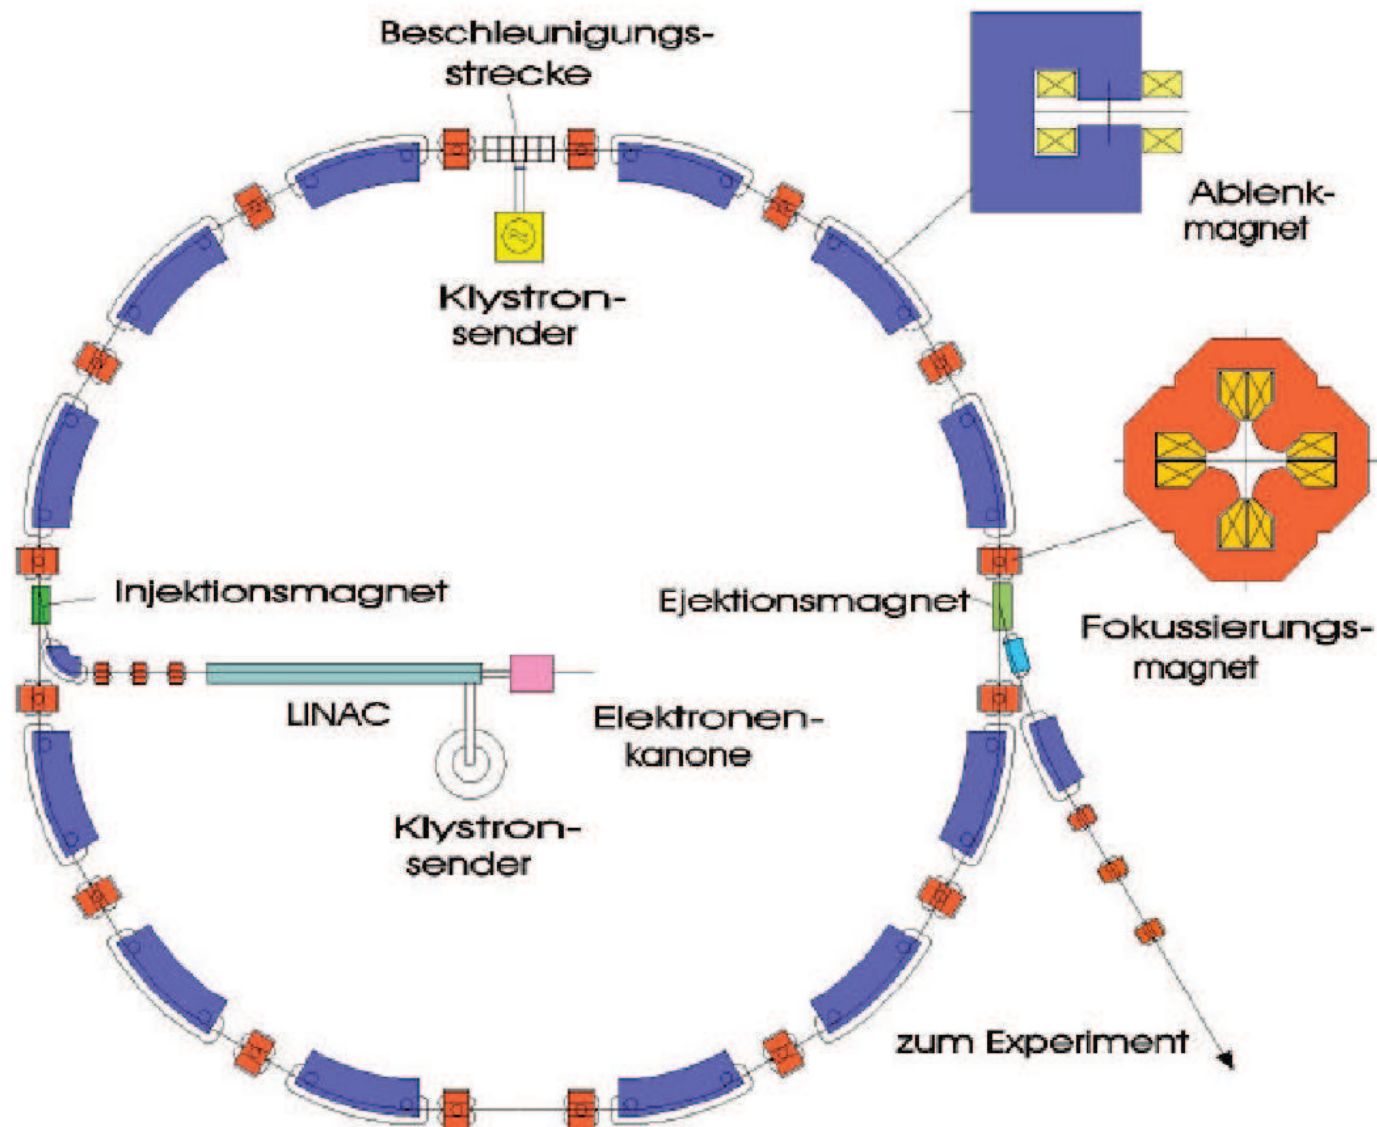 Beschleunigungs-
strecke
Ablenk-
magnet
Klystron-
sender
Injektionsmagnet
Ejektionsmagnet
Fokussierungs-
magnet
LINAC
Elektronen-
kanone
Klystron-
sender
zum Experiment